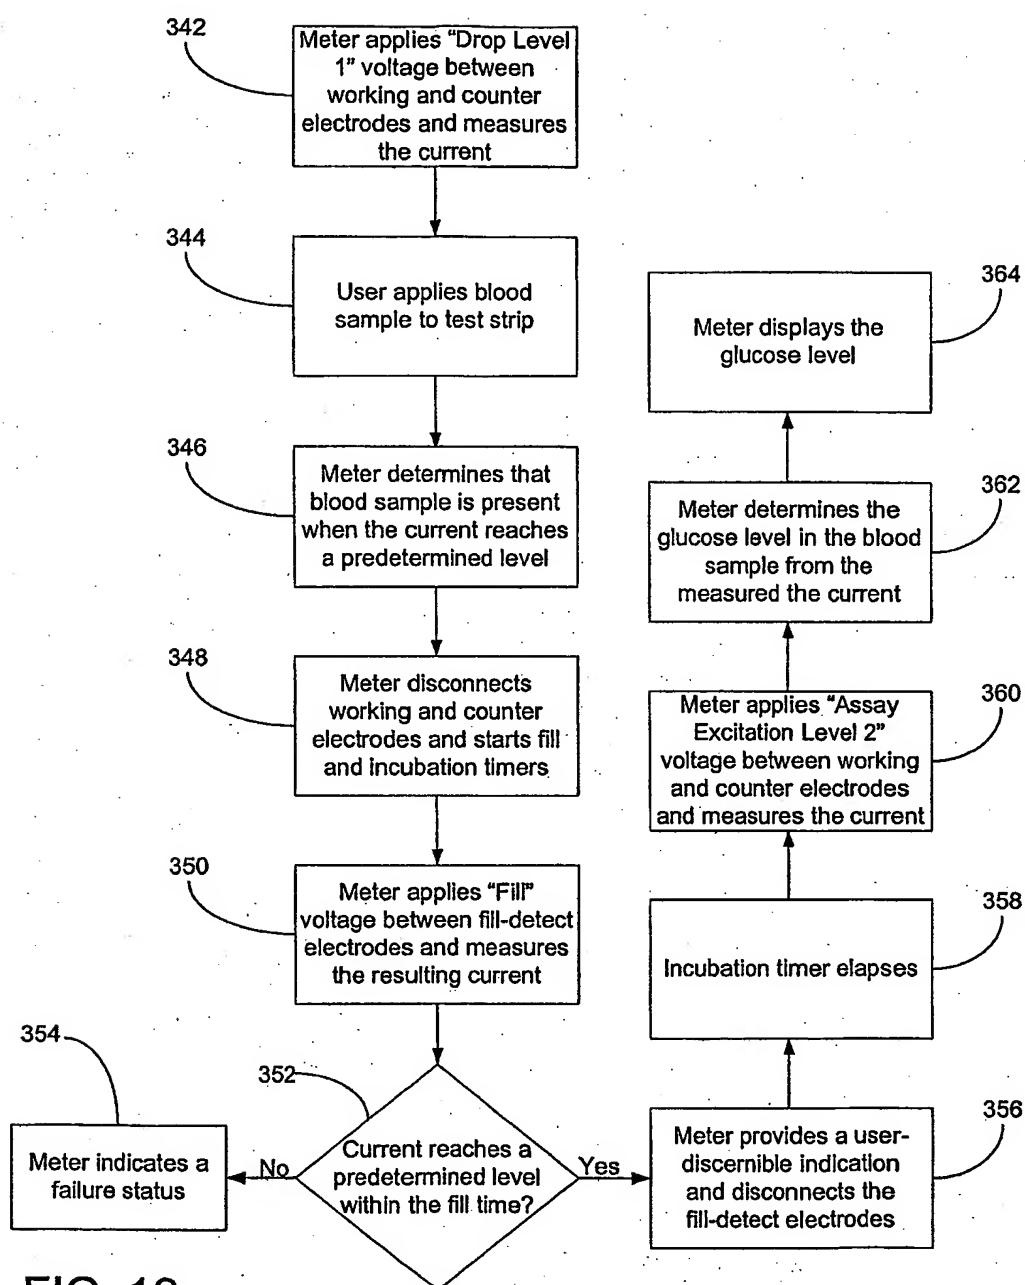 342
Meter applies “Drop Level
1” voltage between
working and counter
electrodes and measures
the current
344
User applies blood
sample to test strip
346
Meter determines that
blood sample is present
when the current reaches
a predetermined level
348
Meter disconnects
working and counter
electrodes and starts fill
and incubation timers
350
Meter applies “Fill”
voltage between fill-detect
electrodes and measures
the resulting current
352
Current reaches a
predetermined level
within the fill time?
No
354
Meter indicates a
failure status
Yes
356
Meter provides a user-
discernible indication
and disconnects the
fill-detect electrodes
358
Incubation timer elapses
360
Meter applies “Assay
Excitation Level 2”
voltage between working
and counter electrodes
and measures the current
362
Meter determines the
glucose level in the blood
sample from the
measured the current
364
Meter displays the
glucose level